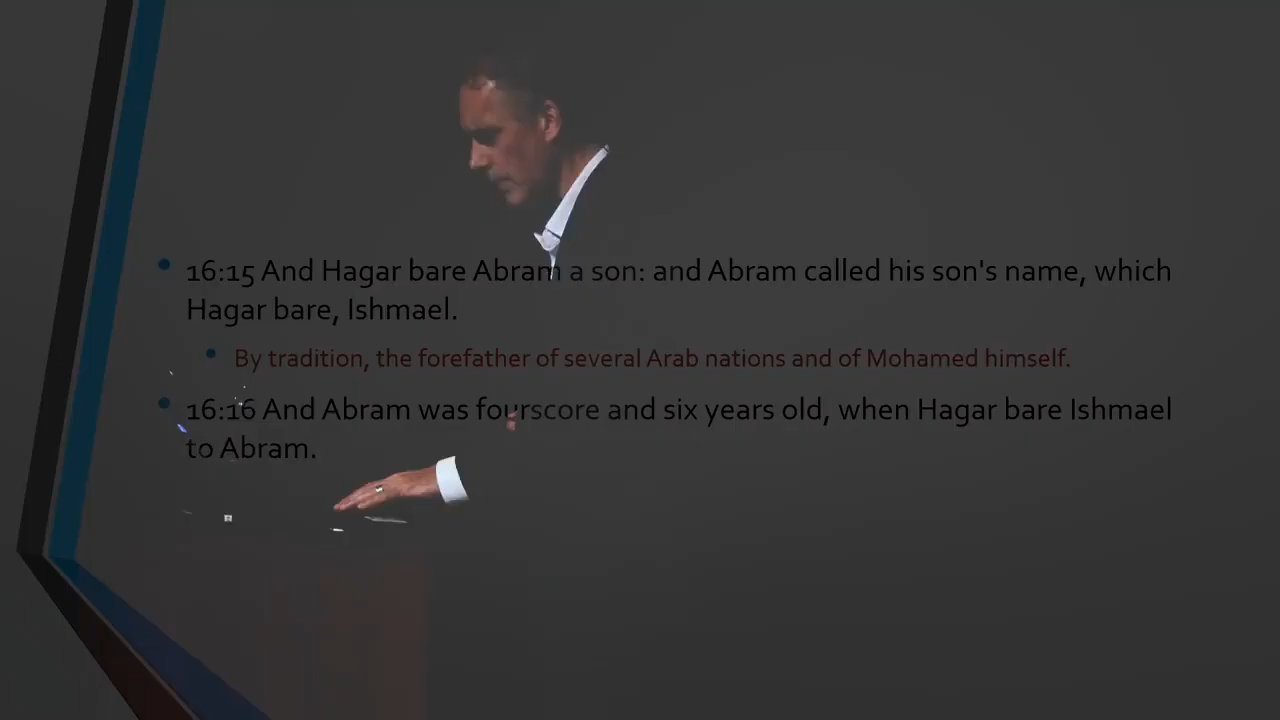 16:15 And Hagar bare Abram a son: and Abram called his son's name, which
Hagar bare, Ishmael.
By tradition, the forefather of several Arab nations and of Mohamed himself.
16:16 And Abram was fourscore and six years old, when Hagar bare Ishmael
to Abram.